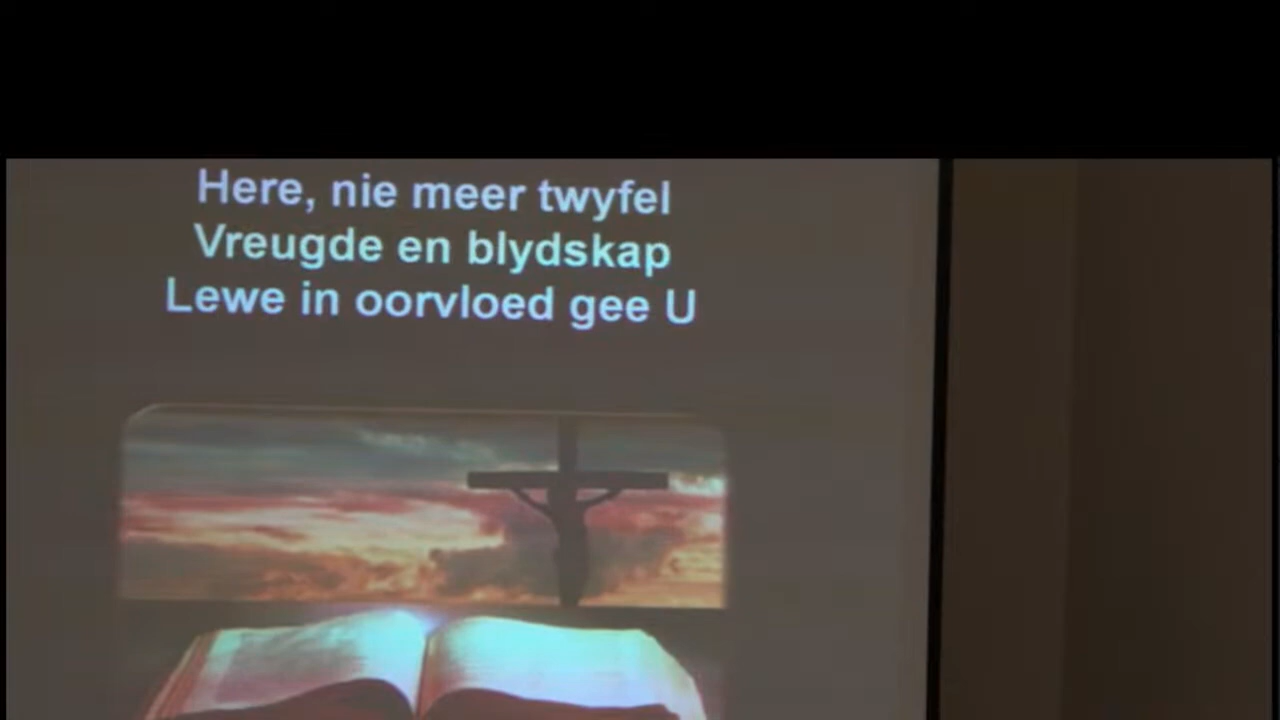 Here, nie meer twyfel
Vreugde en blydskap
Lewe in oorvloed gee U